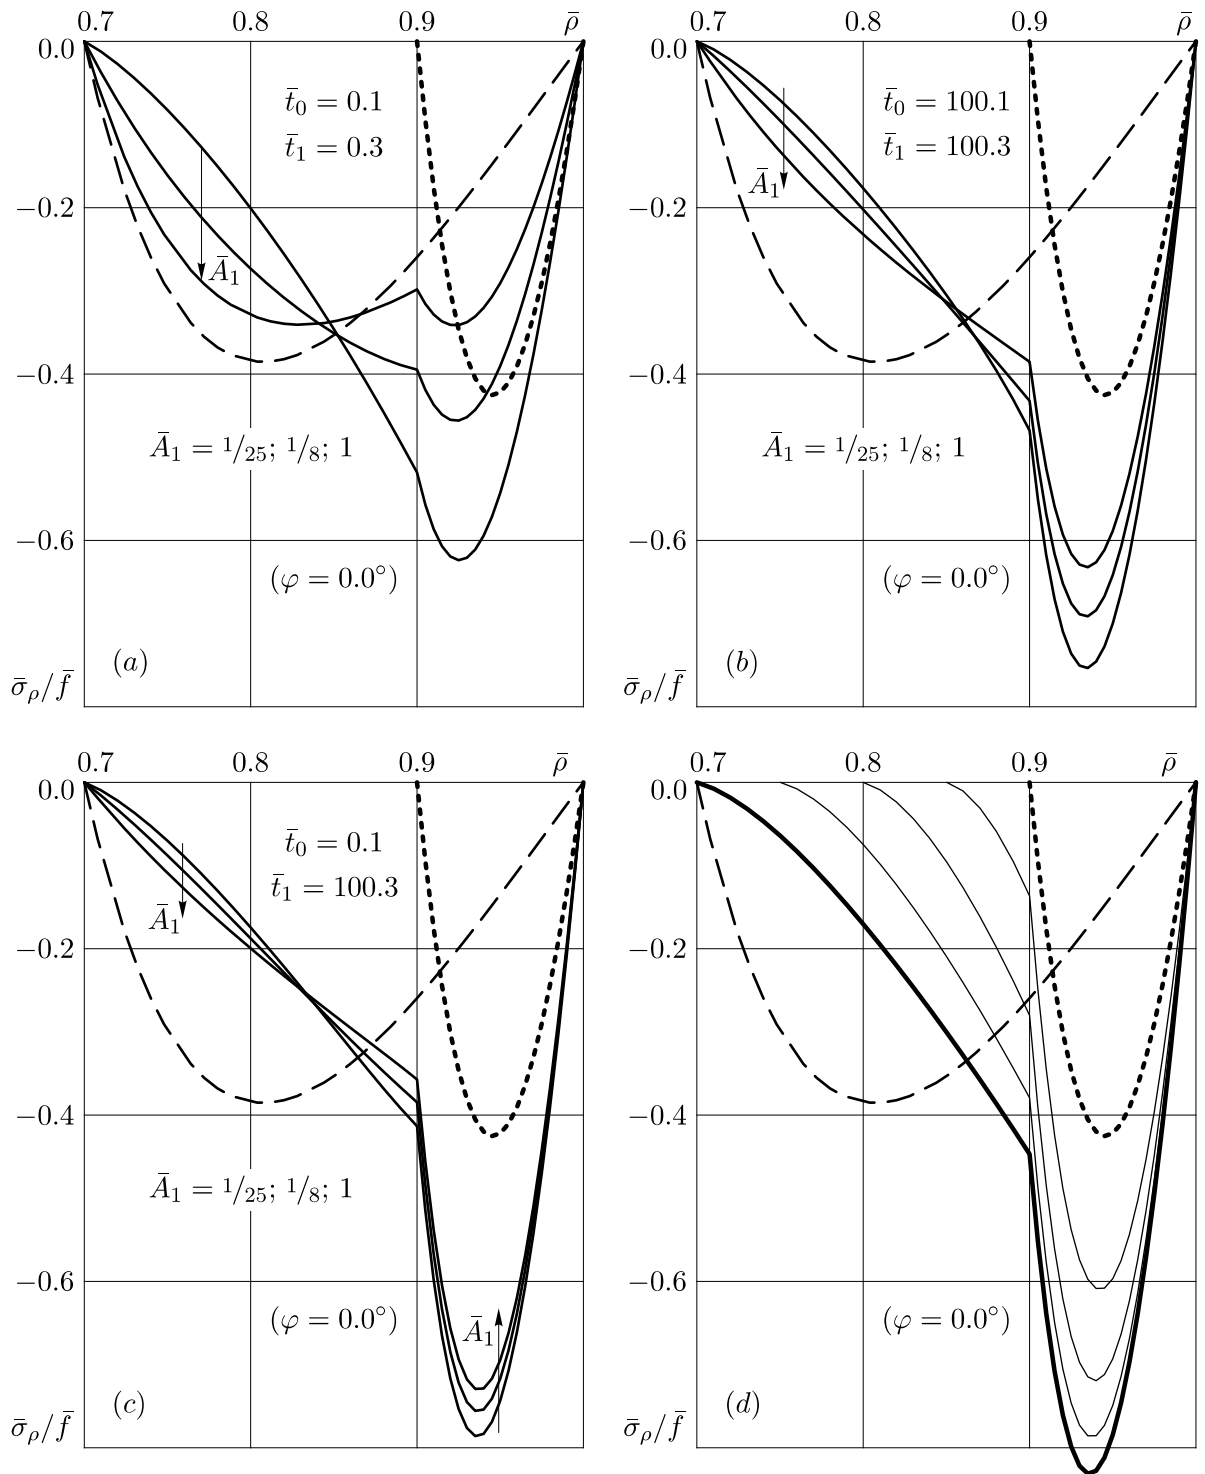 0.7 0.8 0.9 ρ̄
0.0
t̄₀ = 0.1
t̄₁ = 0.3
−0.2
Ā₁
−0.4
Ā₁ = 1/25; 1/8; 1
−0.6
(φ = 0.0°)
(a)
σ̄ρ/f̄
0.7 0.8 0.9 ρ̄
0.0
t̄₀ = 100.1
t̄₁ = 100.3
Ā₁
−0.2
−0.4
Ā₁ = 1/25; 1/8; 1
−0.6
(φ = 0.0°)
(b)
σ̄ρ/f̄
0.7 0.8 0.9 ρ̄
0.0
t̄₀ = 0.1
t̄₁ = 100.3
Ā₁
−0.2
−0.4
Ā₁ = 1/25; 1/8; 1
−0.6
(φ = 0.0°)
Ā₁
(c)
σ̄ρ/f̄
0.7 0.8 0.9 ρ̄
0.0
−0.2
−0.4
−0.6
(φ = 0.0°)
(d)
σ̄ρ/f̄